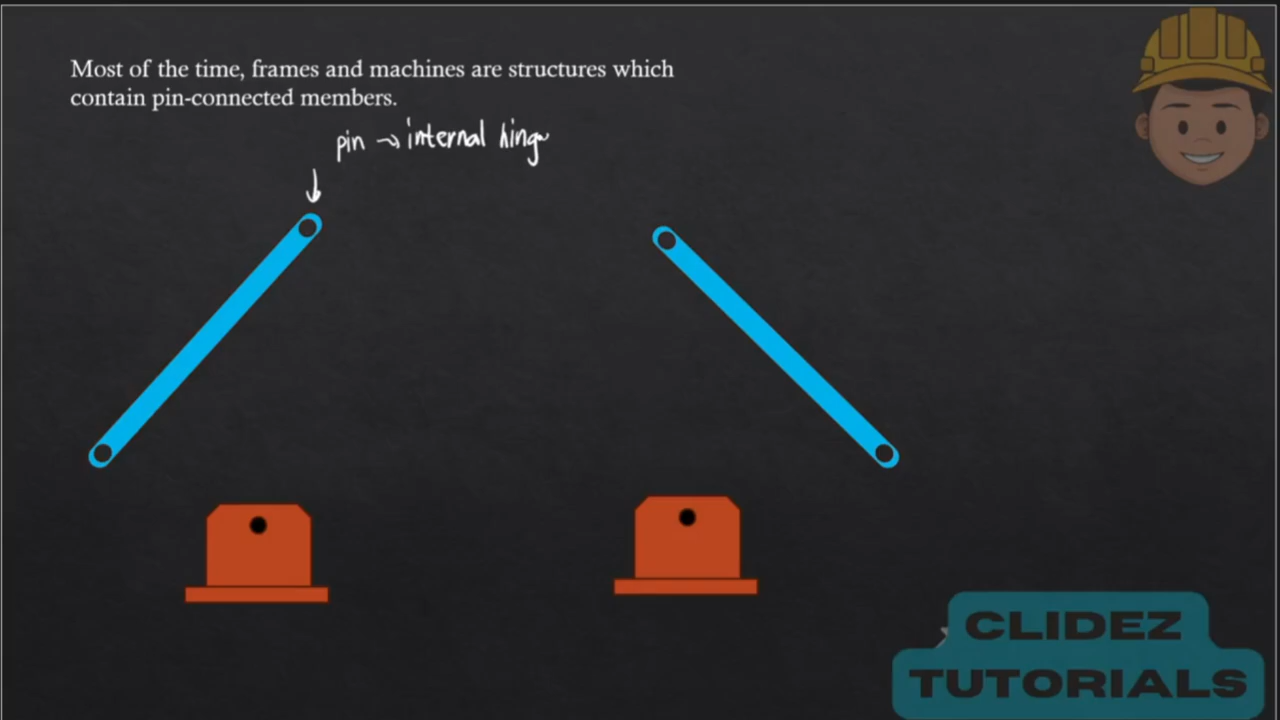 Most of the time, frames and machines are structures which
contain pin-connected members.
pin → internal hinge
CLIDEZ
TUTORIALS